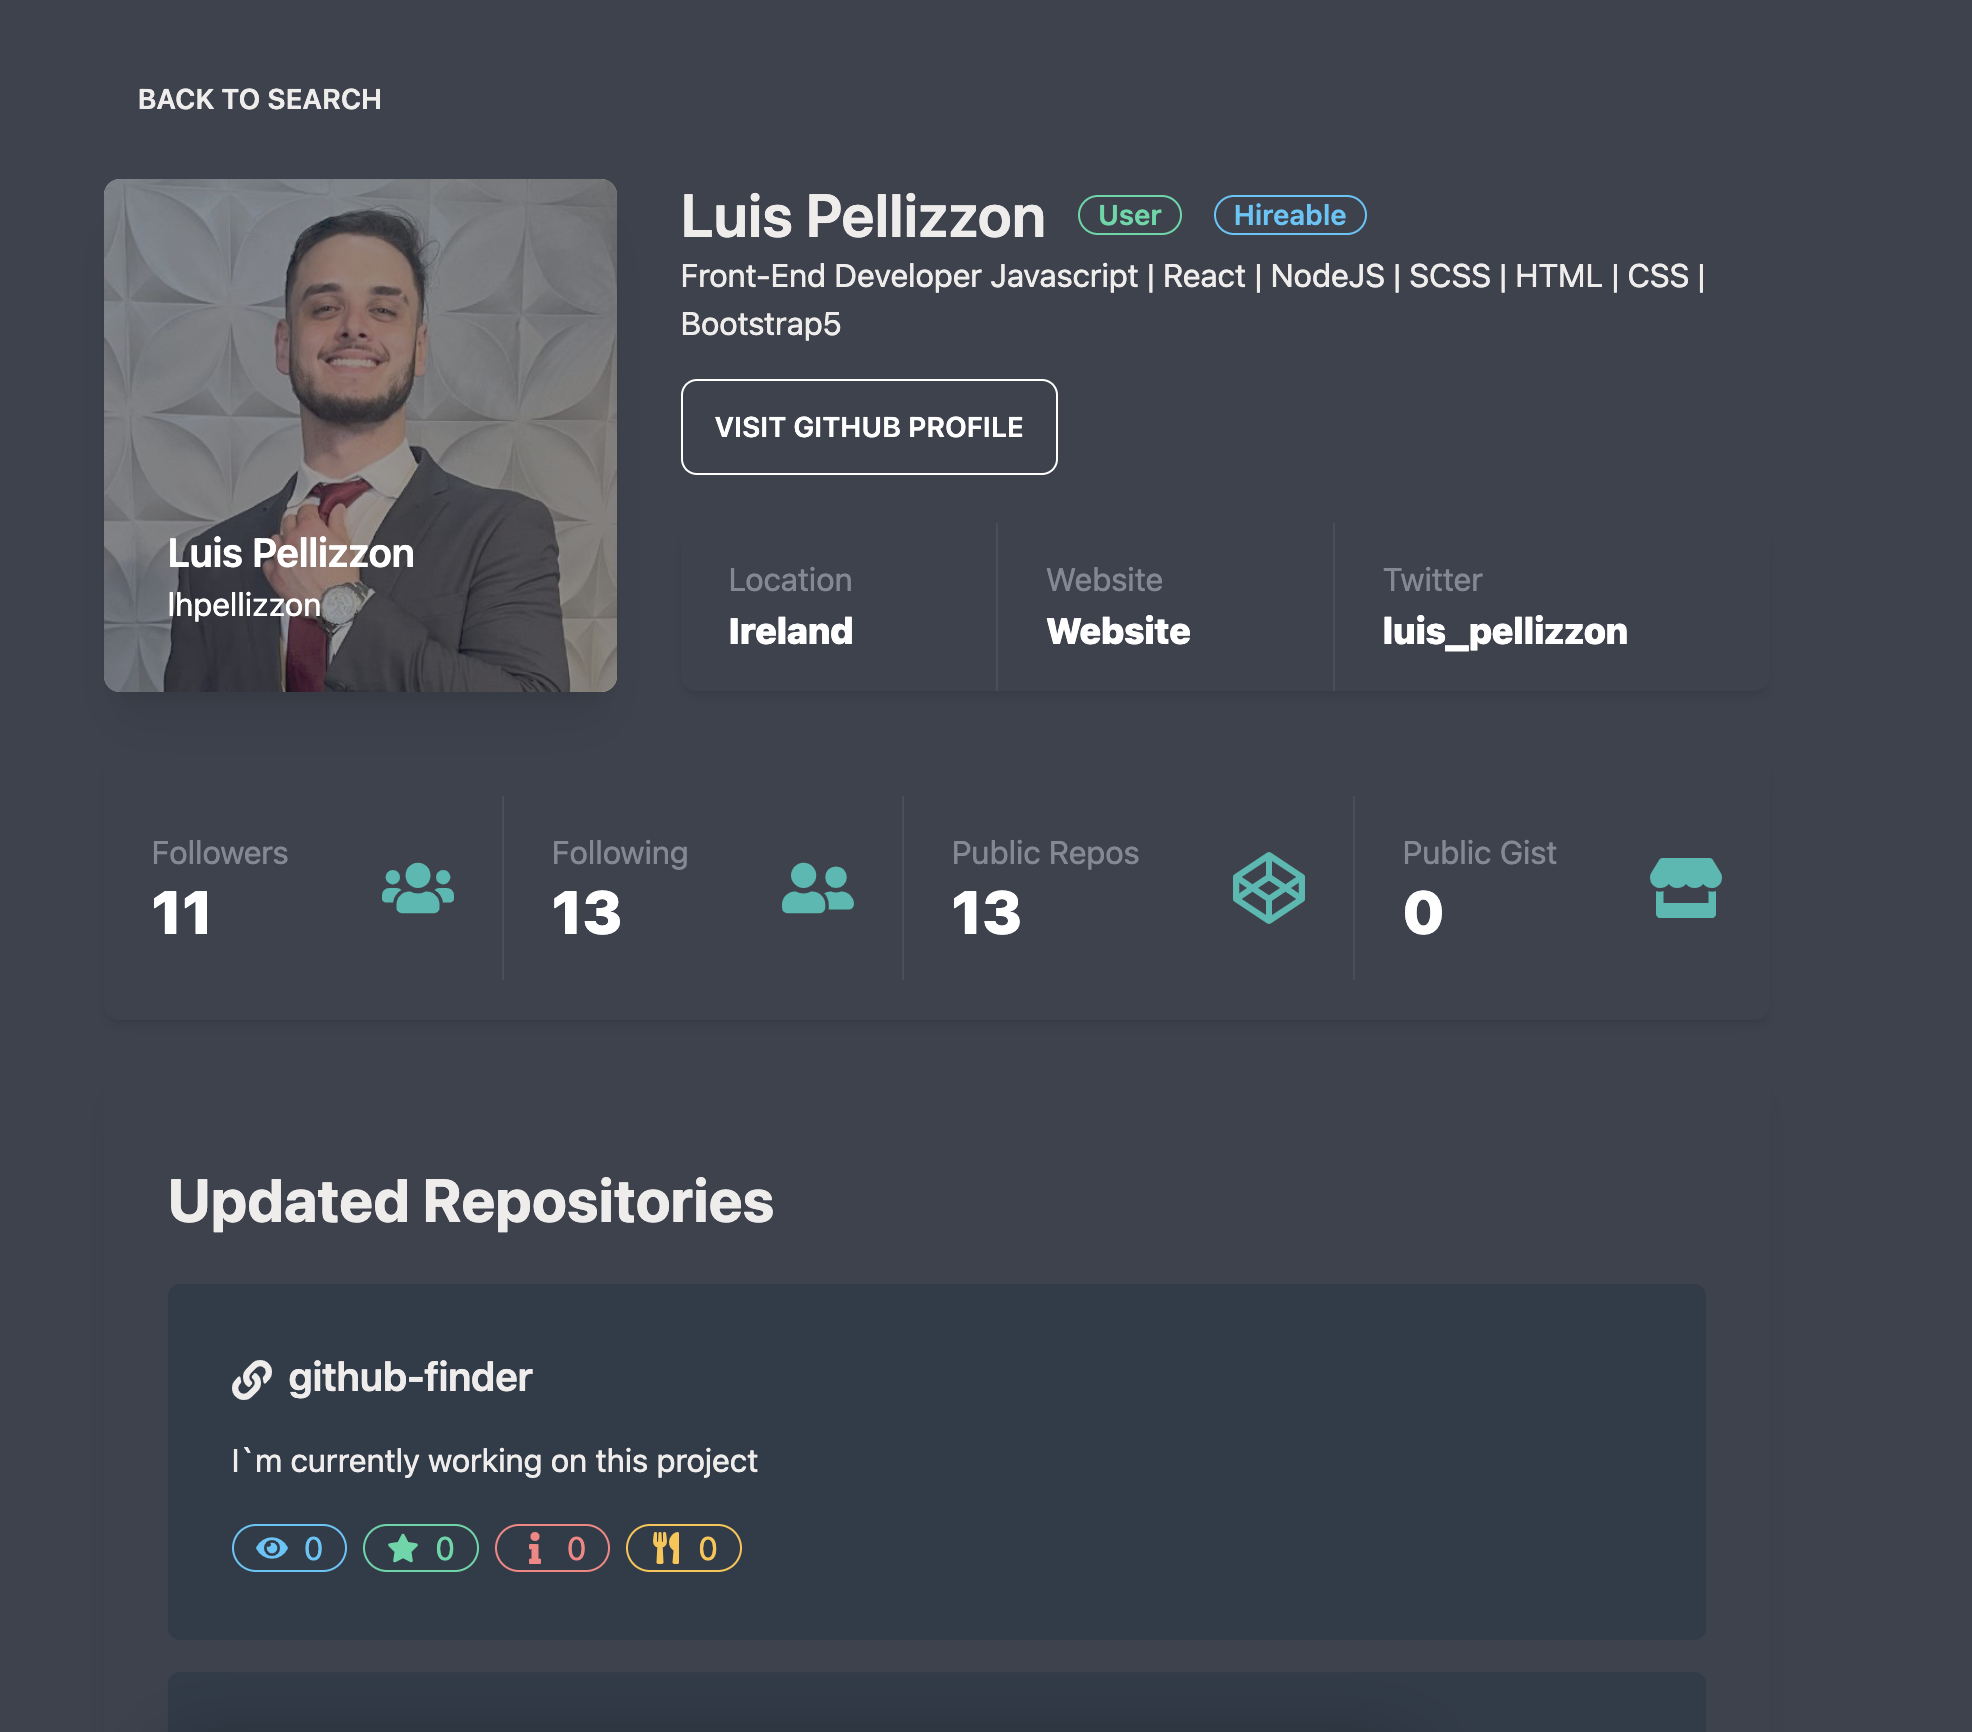 BACK TO SEARCH
Luis Pellizzon
lhpellizzon
Luis Pellizzon User Hireable
Front-End Developer Javascript | React | NodeJS | SCSS | HTML | CSS |
Bootstrap5
VISIT GITHUB PROFILE
Location
Ireland
Website
Website
Twitter
luis_pellizzon
Followers
11
Following
13
Public Repos
13
Public Gist
0
Updated Repositories
github-finder
I`m currently working on this project
0 0 0 0